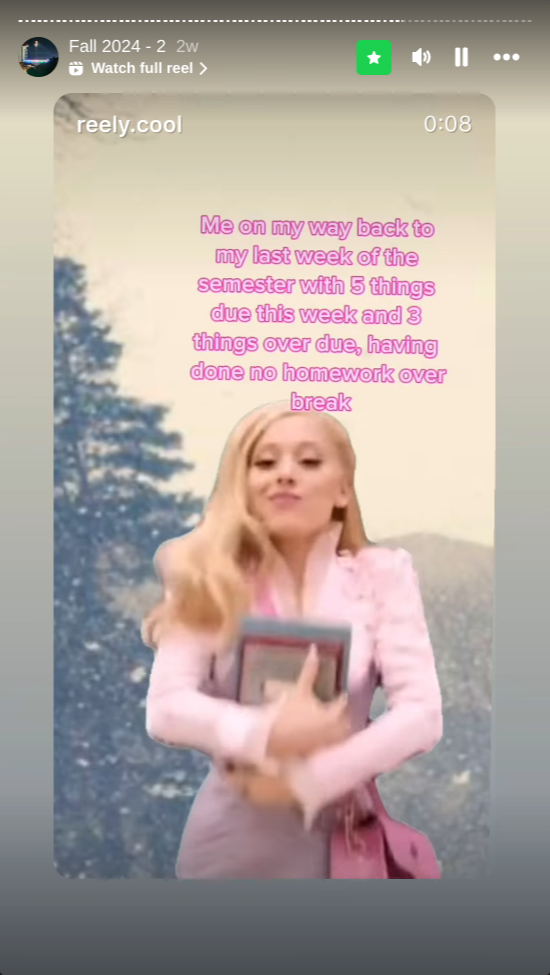 Fall 2024 - 2 2w
Watch full reel
reely.cool 0:08
Me on my way back to
my last week of the
semester with 5 things
due this week and 3
things over due, having
done no homework over
break